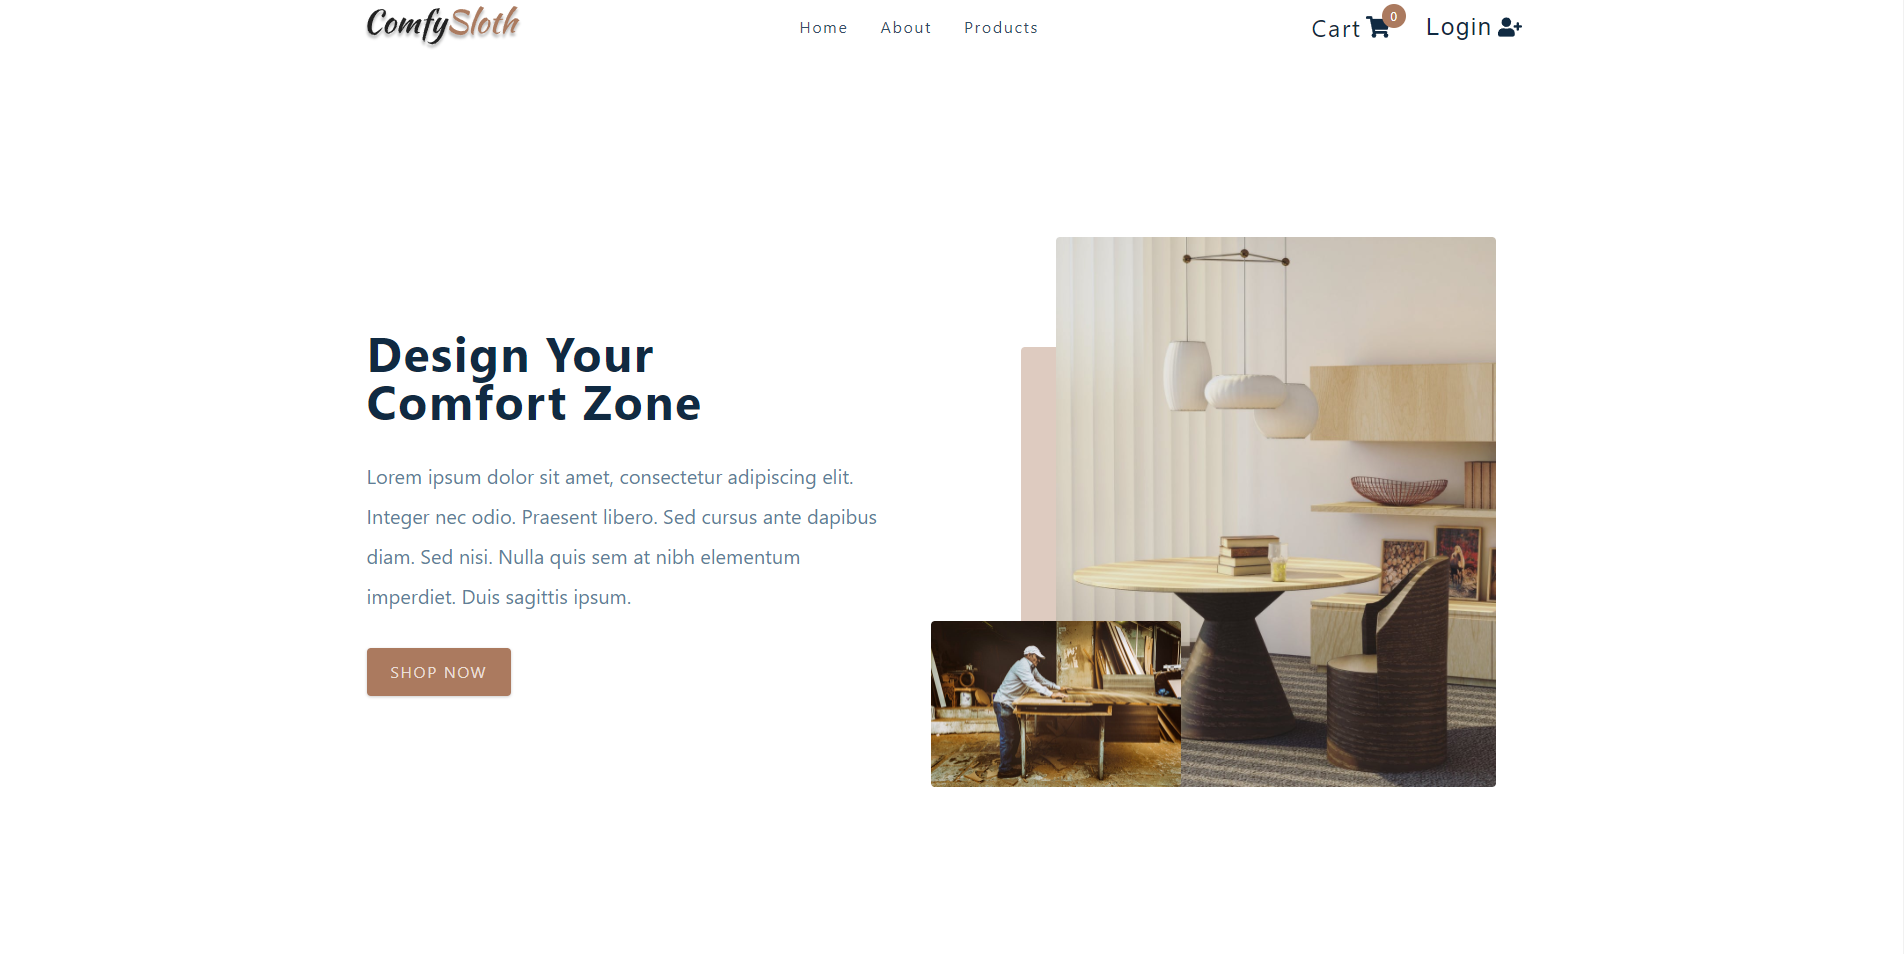 ComfySloth
Home About Products
Cart 0 Login
Design Your
Comfort Zone
Lorem ipsum dolor sit amet, consectetur adipiscing elit.
Integer nec odio. Praesent libero. Sed cursus ante dapibus
diam. Sed nisi. Nulla quis sem at nibh elementum
imperdiet. Duis sagittis ipsum.
SHOP NOW